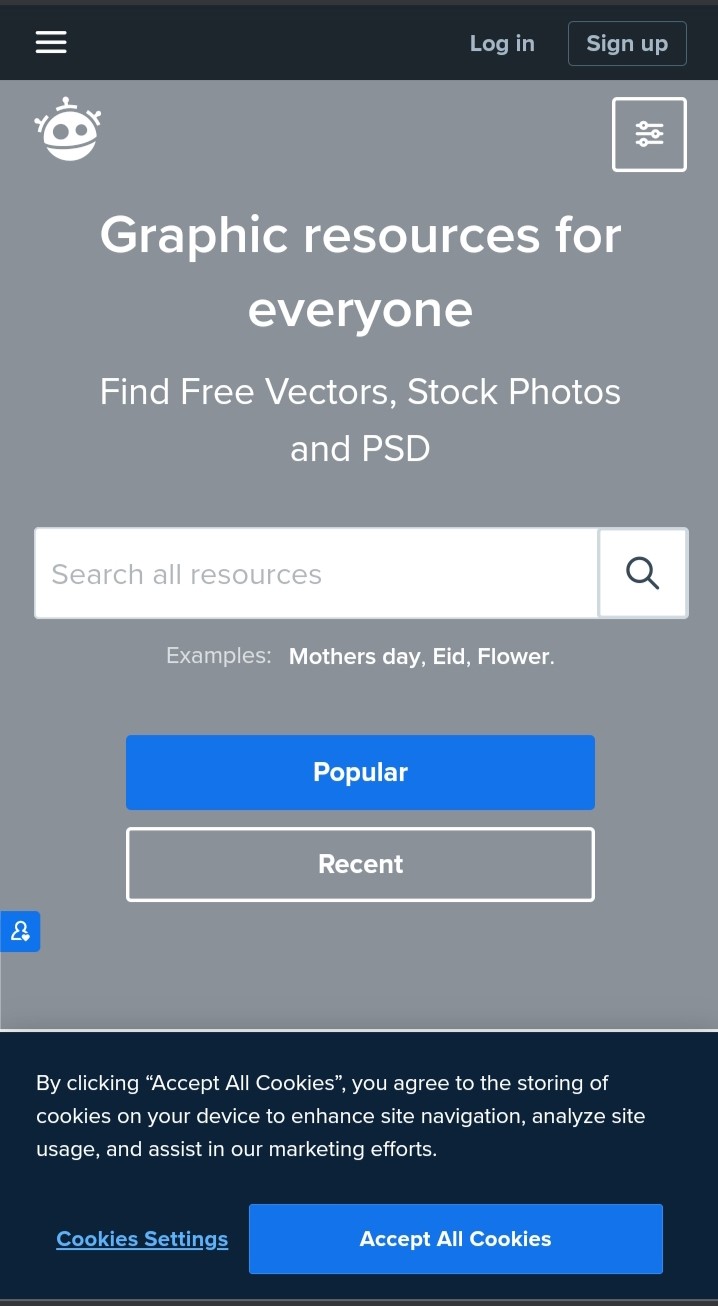 Log in Sign up
Graphic resources for
everyone
Find Free Vectors, Stock Photos
and PSD
Search all resources
Examples: Mothers day, Eid, Flower.
Popular
Recent
By clicking “Accept All Cookies”, you agree to the storing of
cookies on your device to enhance site navigation, analyze site
usage, and assist in our marketing efforts.
Cookies Settings Accept All Cookies